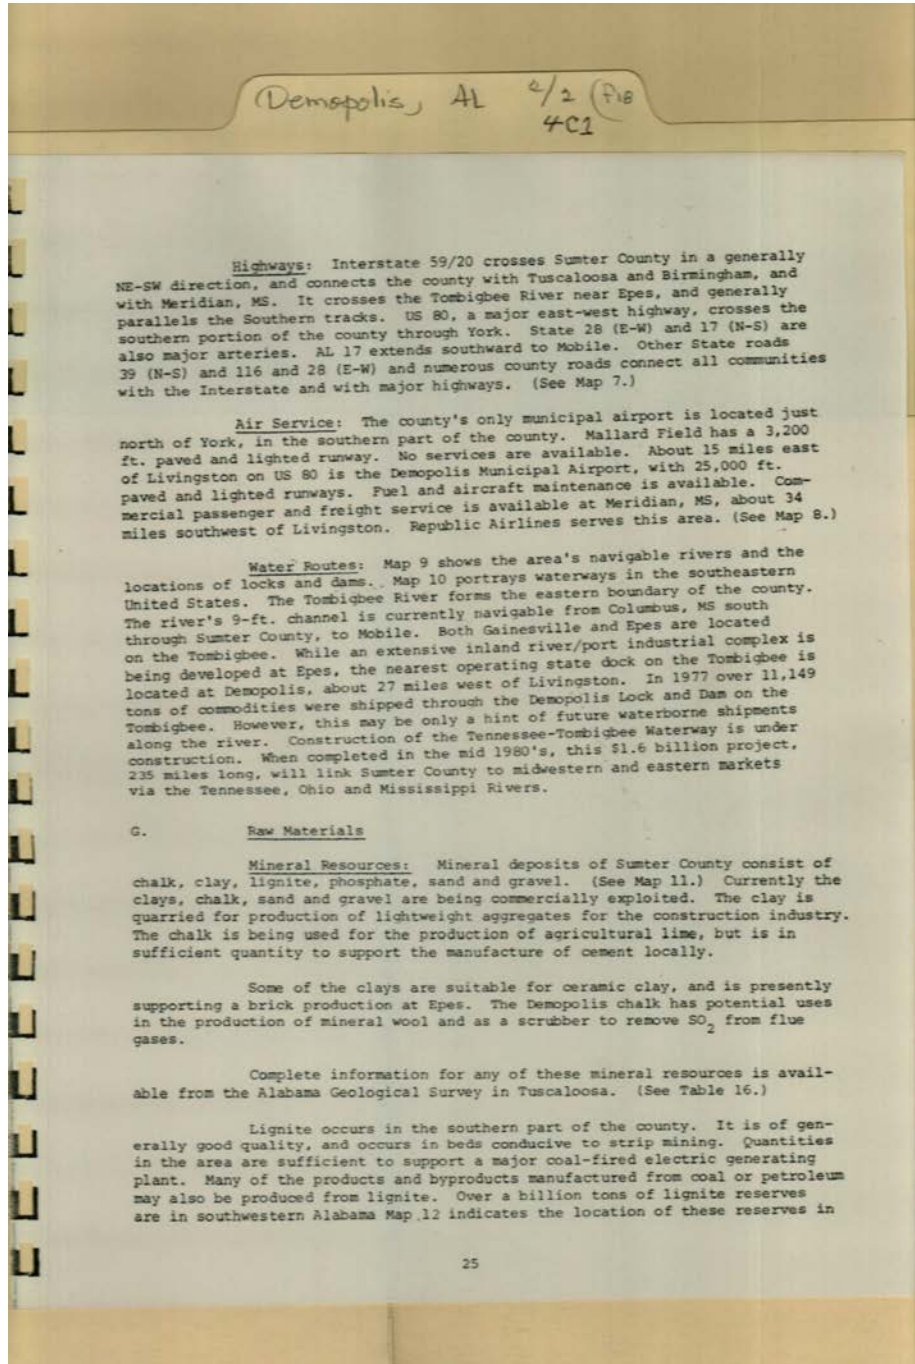 Demopolis, AL 2/2 (f18
4C1
Highways: Interstate 59/20 crosses Sumter County in a generally
NE-SW direction, and connects the county with Tuscaloosa and Birmingham, and
with Meridian, MS. It crosses the Tombigbee River near Epes, and generally
parallels the Southern tracks. US 80, a major east-west highway, crosses the
southern portion of the county through York. State 28 (E-W) and 17 (N-S) are
also major arteries. AL 17 extends southward to Mobile. Other State roads
39 (N-S) and 116 and 28 (E-W) and numerous county roads connect all communities
with the Interstate and with major highways. (See Map 7.)
Air Service: The county's only municipal airport is located just
north of York, in the southern part of the county. Mallard Field has a 3,200
ft. paved and lighted runway. No services are available. About 15 miles east
of Livingston on US 80 is the Demopolis Municipal Airport, with 25,000 ft.
paved and lighted runways. Fuel and aircraft maintenance is available. Com-
mercial passenger and freight service is available at Meridian, MS, about 34
miles southwest of Livingston. Republic Airlines serves this area. (See Map 8.)
Water Routes: Map 9 shows the area's navigable rivers and the
locations of locks and dams. Map 10 portrays waterways in the southeastern
United States. The Tombigbee River forms the eastern boundary of the county.
The river's 9-ft. channel is currently navigable from Columbus, MS south
through Sumter County, to Mobile. Both Gainesville and Epes are located
on the Tombigbee. While an extensive inland river/port industrial complex is
being developed at Epes, the nearest operating state dock on the Tombigbee is
located at Demopolis, about 27 miles west of Livingston. In 1977 over 11,149
tons of commodities were shipped through the Demopolis Lock and Dam on the
Tombigbee. However, this may be only a hint of future waterborne shipments
along the river. Construction of the Tennessee-Tombigbee Waterway is under
construction. When completed in the mid 1980's, this $1.6 billion project,
235 miles long, will link Sumter County to midwestern and eastern markets
via the Tennessee, Ohio and Mississippi Rivers.
G. Raw Materials
Mineral Resources: Mineral deposits of Sumter County consist of
chalk, clay, lignite, phosphate, sand and gravel. (See Map 11.) Currently the
clays, chalk, sand and gravel are being commercially exploited. The clay is
quarried for production of lightweight aggregates for the construction industry.
The chalk is being used for the production of agricultural lime, but is in
sufficient quantity to support the manufacture of cement locally.
Some of the clays are suitable for ceramic clay, and is presently
supporting a brick production at Epes. The Demopolis chalk has potential uses
in the production of mineral wool and as a scrubber to remove SO2 from flue
gases.
Complete information for any of these mineral resources is avail-
able from the Alabama Geological Survey in Tuscaloosa. (See Table 16.)
Lignite occurs in the southern part of the county. It is of gen-
erally good quality, and occurs in beds conducive to strip mining. Quantities
in the area are sufficient to support a major coal-fired electric generating
plant. Many of the products and byproducts manufactured from coal or petroleum
may also be produced from lignite. Over a billion tons of lignite reserves
are in southwestern Alabama Map 12 indicates the location of these reserves in
25